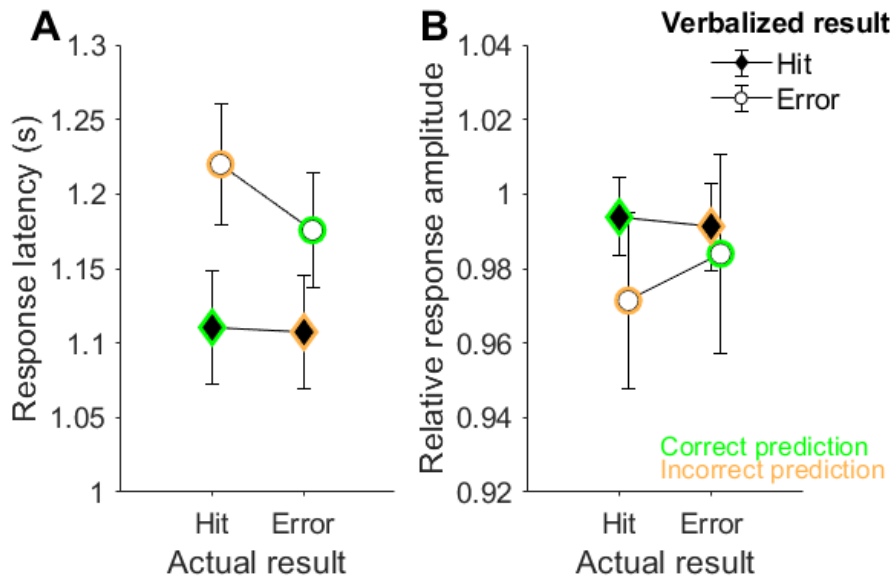 A
Response latency (s)
1.3
1.25
1.2
1.15
1.1
1.05
1
Hit Error
Actual result
B
Verbalized result
Hit
Error
Relative response amplitude
1.04
1.02
1
0.98
0.96
0.94
0.92
Correct prediction
Incorrect prediction
Hit Error
Actual result